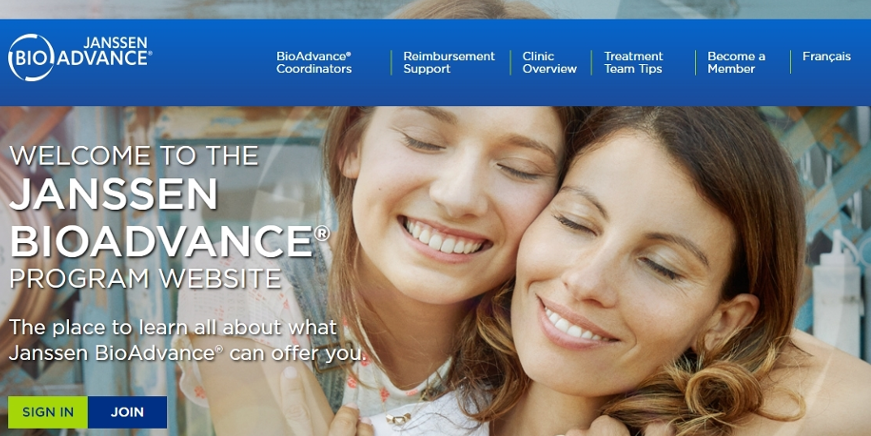 JANSSEN
BIOADVANCE®
BioAdvance®
Coordinators
Reimbursement
Support
Clinic
Overview
Treatment
Team Tips
Become a
Member
Français
WELCOME TO THE
JANSSEN
BIOADVANCE®
PROGRAM WEBSITE
The place to learn all about what
Janssen BioAdvance® can offer you.
SIGN IN
JOIN